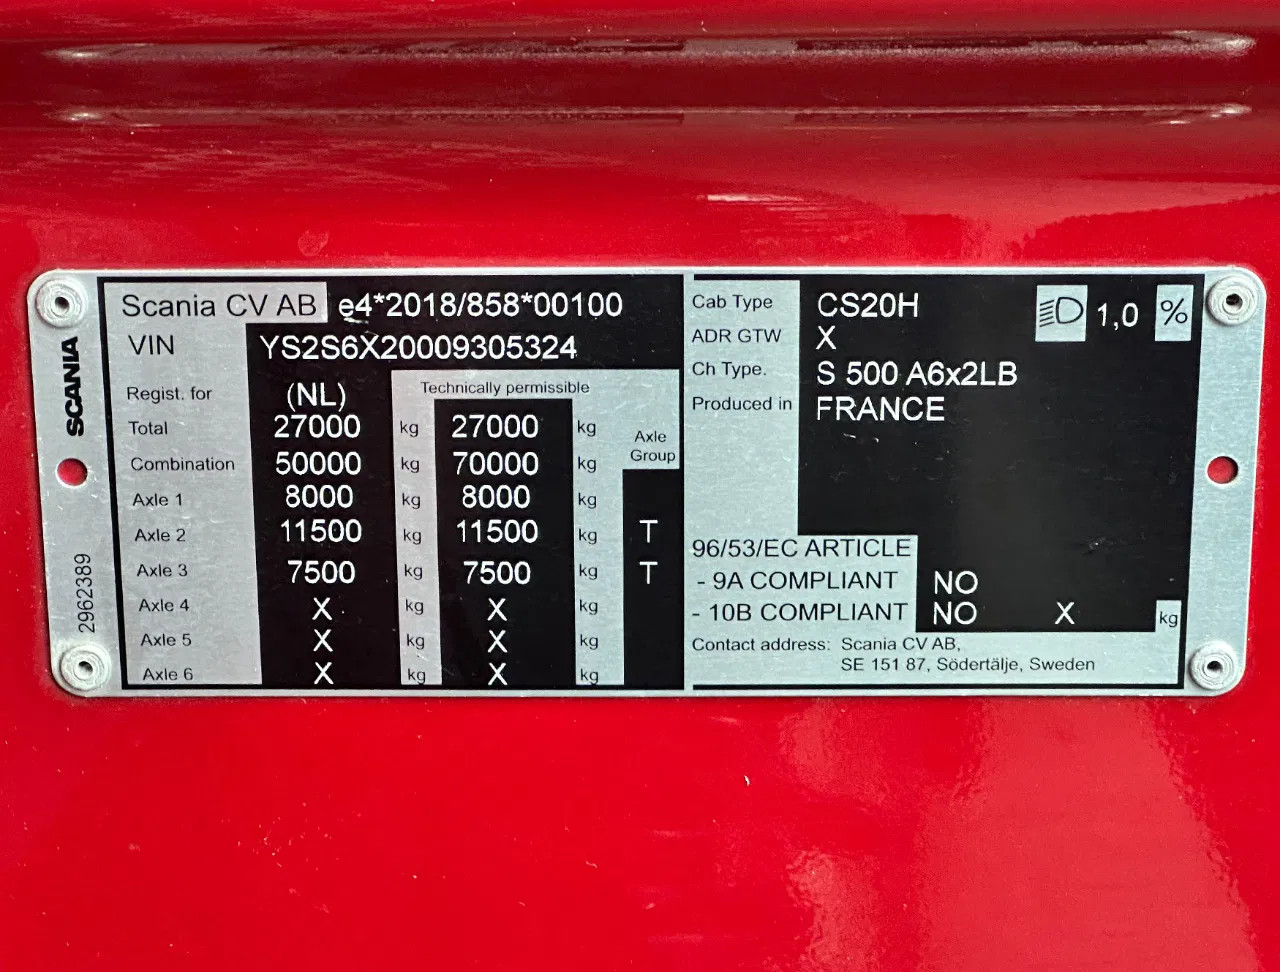 SCANIA
2962389
Scania CV AB e4*2018/858*00100
VIN YS2S6X20009305324
Regist. for (NL) Technically permissible
Total 27000 kg 27000 kg Axle Group
Combination 50000 kg 70000 kg
Axle 1 8000 kg 8000 kg
Axle 2 11500 kg 11500 kg T
Axle 3 7500 kg 7500 kg T
Axle 4 X kg X kg
Axle 5 X kg X kg
Axle 6 X kg X kg
Cab Type CS20H 1,0 %
ADR GTW X
Ch Type. S 500 A6x2LB
Produced in FRANCE
96/53/EC ARTICLE
- 9A COMPLIANT NO
- 10B COMPLIANT NO X kg
Contact address: Scania CV AB,
SE 151 87, Södertälje, Sweden